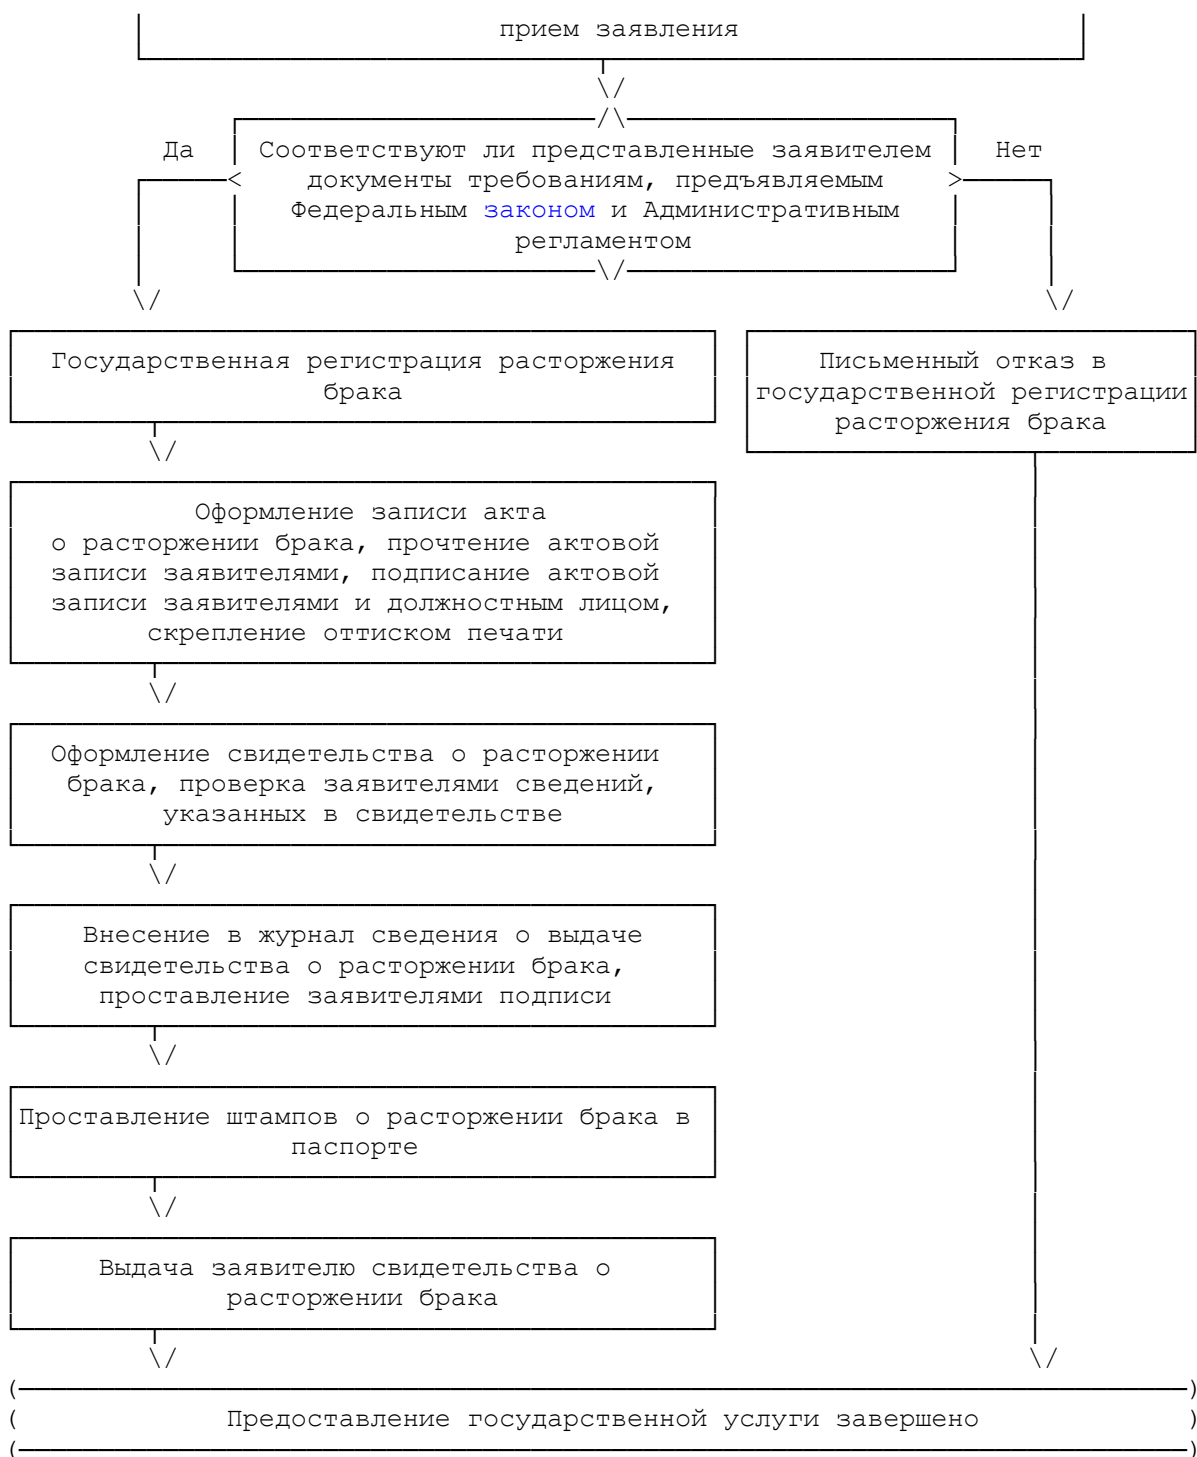 прием заявления
Да
Соответствуют ли представленные заявителем
Нет
документы требованиям, предъявляемым
Федеральным законом и Административным
регламентом
Государственная регистрация расторжения
брака
Письменный отказ в
государственной регистрации
расторжения брака
Оформление записи акта
о расторжении брака, прочтение актовой
записи заявителями, подписание актовой
записи заявителями и должностным лицом,
скрепление оттиском печати
Оформление свидетельства о расторжении
брака, проверка заявителями сведений,
указанных в свидетельстве
Внесение в журнал сведения о выдаче
свидетельства о расторжении брака,
проставление заявителями подписи
Проставление штампов о расторжении брака в
паспорте
Выдача заявителю свидетельства о
расторжении брака
Предоставление государственной услуги завершено